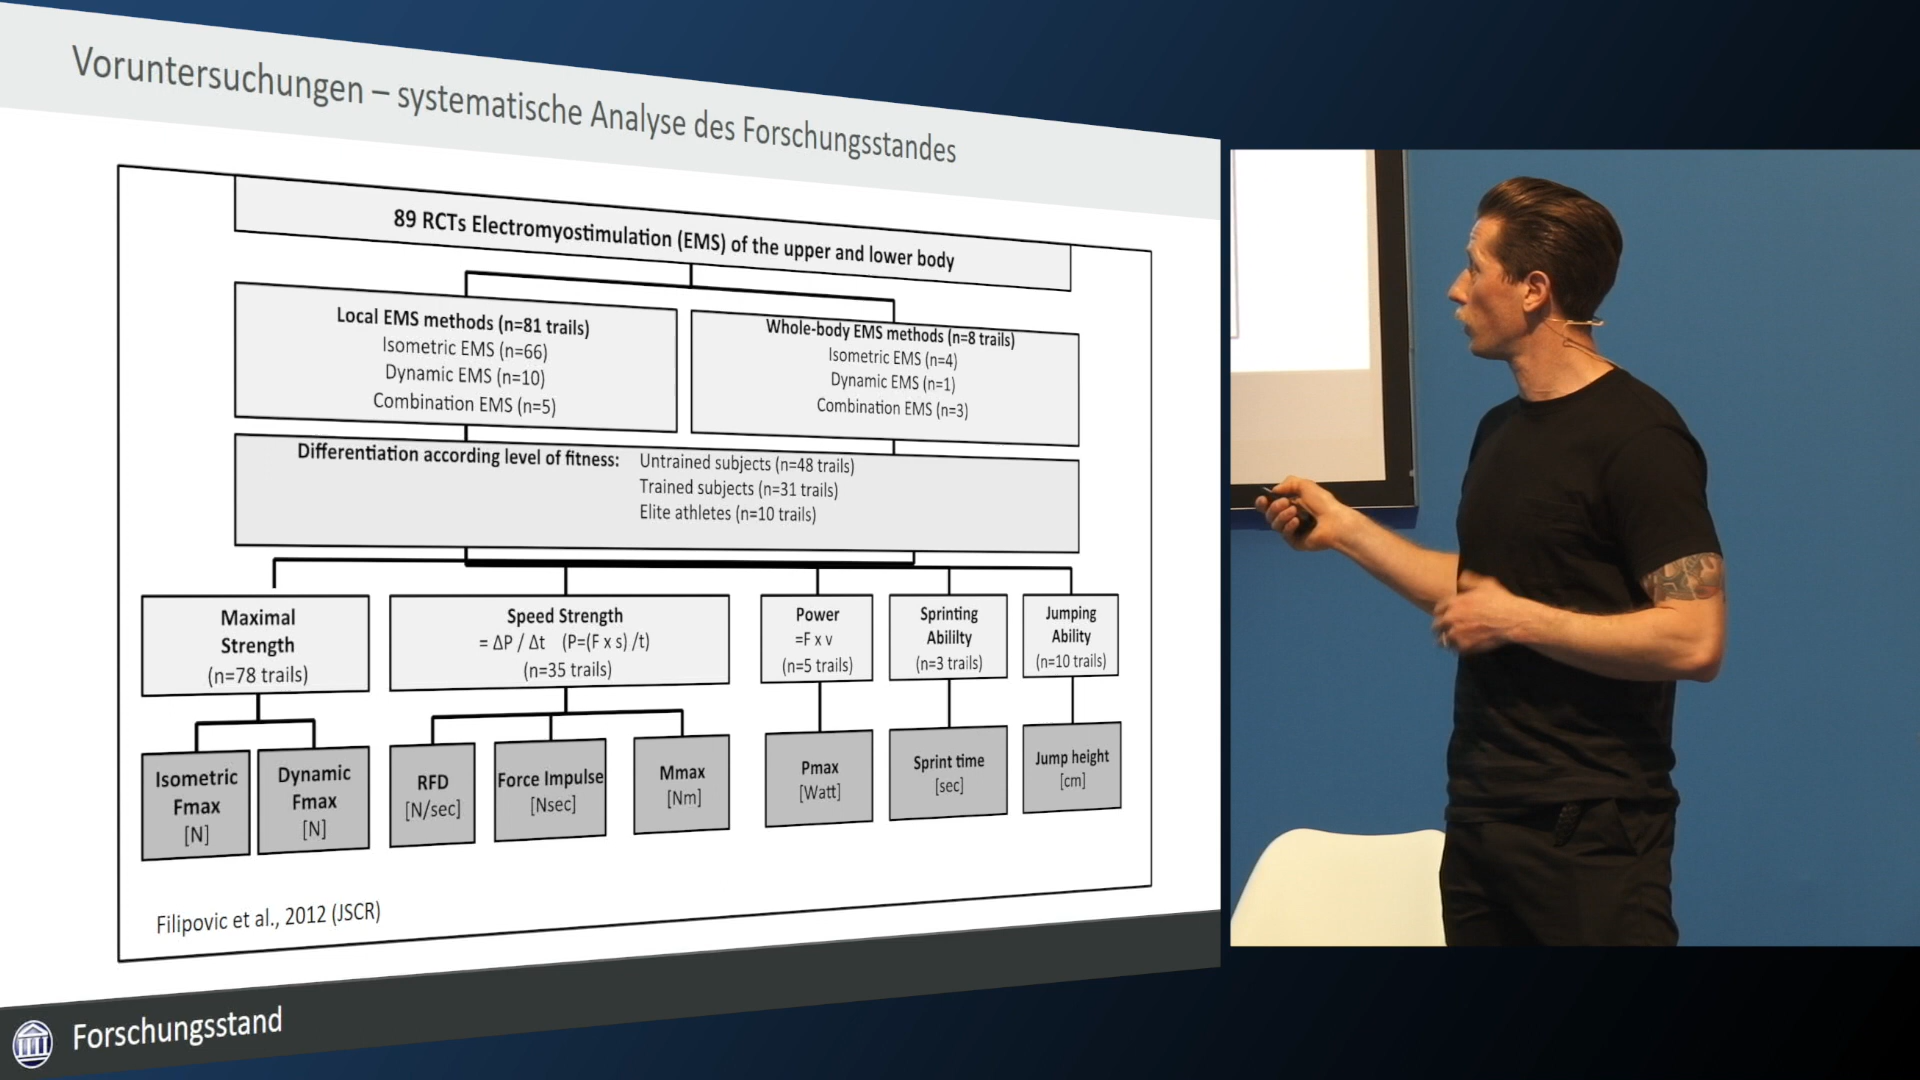 Voruntersuchungen – systematische Analyse des Forschungsstandes
89 RCTs Electromyostimulation (EMS) of the upper and lower body
Local EMS methods (n=81 trails)
Isometric EMS (n=66)
Dynamic EMS (n=10)
Combination EMS (n=5)
Whole-body EMS methods (n=8 trails)
Isometric EMS (n=4)
Dynamic EMS (n=1)
Combination EMS (n=3)
Differentiation according level of fitness: Untrained subjects (n=48 trails)
Trained subjects (n=31 trails)
Elite athletes (n=10 trails)
Maximal
Strength
(n=78 trails)
Speed Strength
= ΔP / Δt (P=(F x s) /t)
(n=35 trails)
Power
=F x v
(n=5 trails)
Sprinting
Abililty
(n=3 trails)
Jumping
Ability
(n=10 trails)
Isometric
Fmax
[N]
Dynamic
Fmax
[N]
RFD
[N/sec]
Force Impulse
[Nsec]
Mmax
[Nm]
Pmax
[Watt]
Sprint time
[sec]
Jump height
[cm]
Filipovic et al., 2012 (JSCR)
Forschungsstand